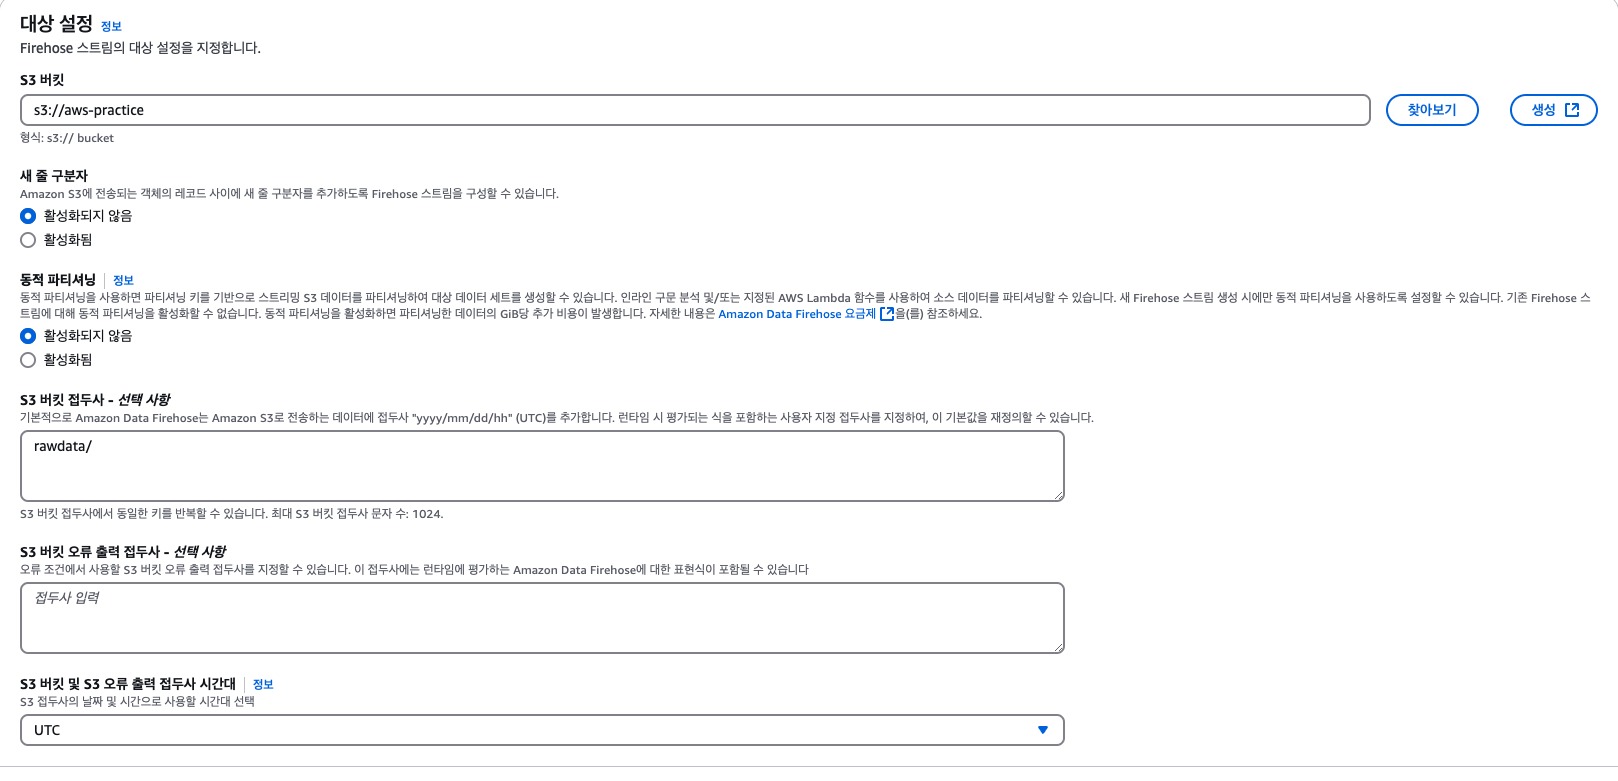 대상 설정 정보
Firehose 스트림의 대상 설정을 지정합니다.
S3 버킷
s3://aws-practice
찾아보기
생성
형식: s3:// bucket
새 줄 구분자
Amazon S3에 전송되는 객체의 레코드 사이에 새 줄 구분자를 추가하도록 Firehose 스트림을 구성할 수 있습니다.
활성화되지 않음
활성화됨
동적 파티셔닝 정보
동적 파티셔닝을 사용하면 파티셔닝 키를 기반으로 스트리밍 S3 데이터를 파티셔닝하여 대상 데이터 세트를 생성할 수 있습니다. 인라인 구문 분석 및/또는 지정된 AWS Lambda 함수를 사용하여 소스 데이터를 파티셔닝할 수 있습니다. 새 Firehose 스트림 생성 시에만 동적 파티셔닝을 사용하도록 설정할 수 있습니다. 기존 Firehose 스
트림에 대해 동적 파티셔닝을 활성화할 수 없습니다. 동적 파티셔닝을 활성화하면 파티셔닝한 데이터의 GiB당 추가 비용이 발생합니다. 자세한 내용은 Amazon Data Firehose 요금제 을(를) 참조하세요.
활성화되지 않음
활성화됨
S3 버킷 접두사 - 선택 사항
기본적으로 Amazon Data Firehose는 Amazon S3로 전송하는 데이터에 접두사 "yyyy/mm/dd/hh" (UTC)를 추가합니다. 런타임 시 평가되는 식을 포함하는 사용자 지정 접두사를 지정하여, 이 기본값을 재정의할 수 있습니다.
rawdata/
S3 버킷 접두사에서 동일한 키를 반복할 수 있습니다. 최대 S3 버킷 접두사 문자 수: 1024.
S3 버킷 오류 출력 접두사 - 선택 사항
오류 조건에서 사용할 S3 버킷 오류 출력 접두사를 지정할 수 있습니다. 이 접두사에는 런타임에 평가하는 Amazon Data Firehose에 대한 표현식이 포함될 수 있습니다
접두사 입력
S3 버킷 및 S3 오류 출력 접두사 시간대 정보
S3 접두사의 날짜 및 시간으로 사용할 시간대 선택
UTC